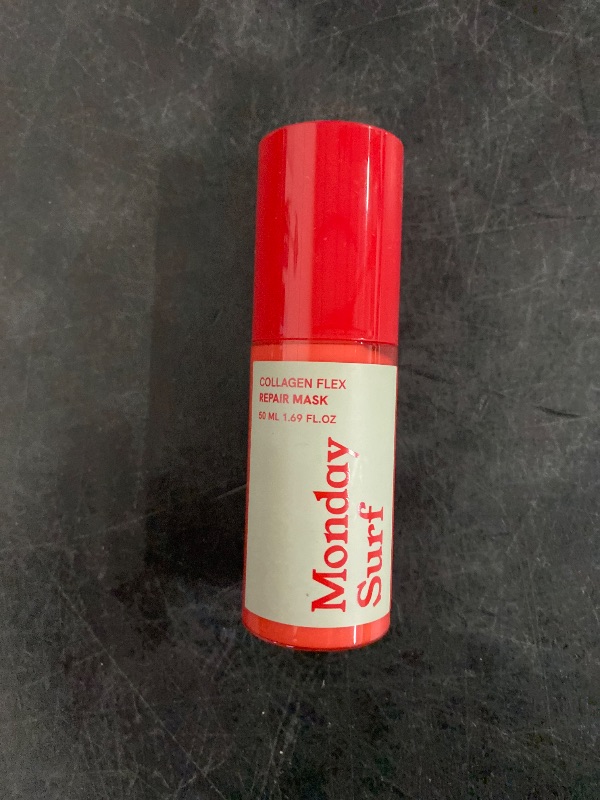 COLLAGEN FLEX
REPAIR MASK
50 ML 1.69 FL.OZ
Monday
Surf